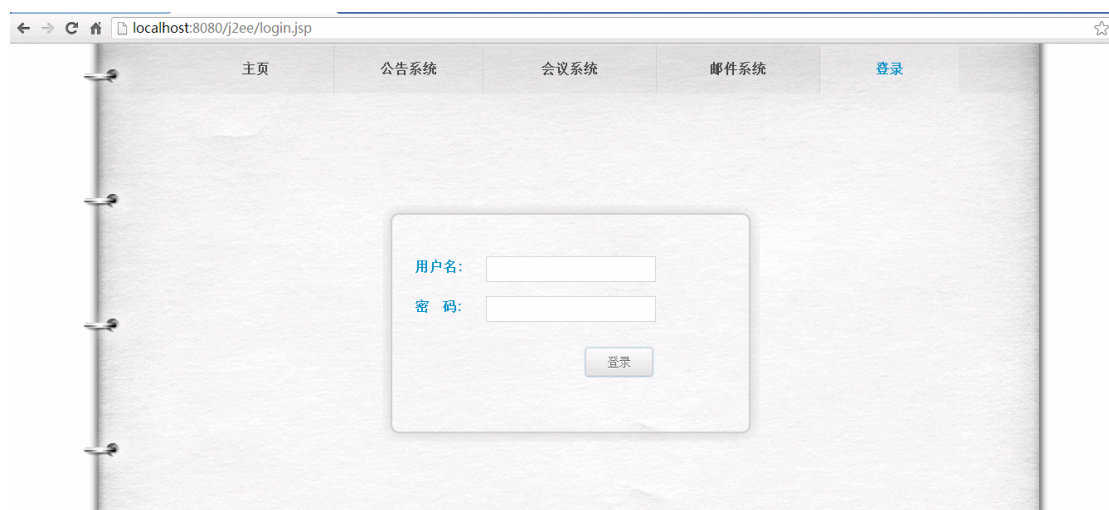 localhost:8080/j2ee/login.jsp
主页 公告系统 会议系统 邮件系统 登录
用户名：
密 码：
登录